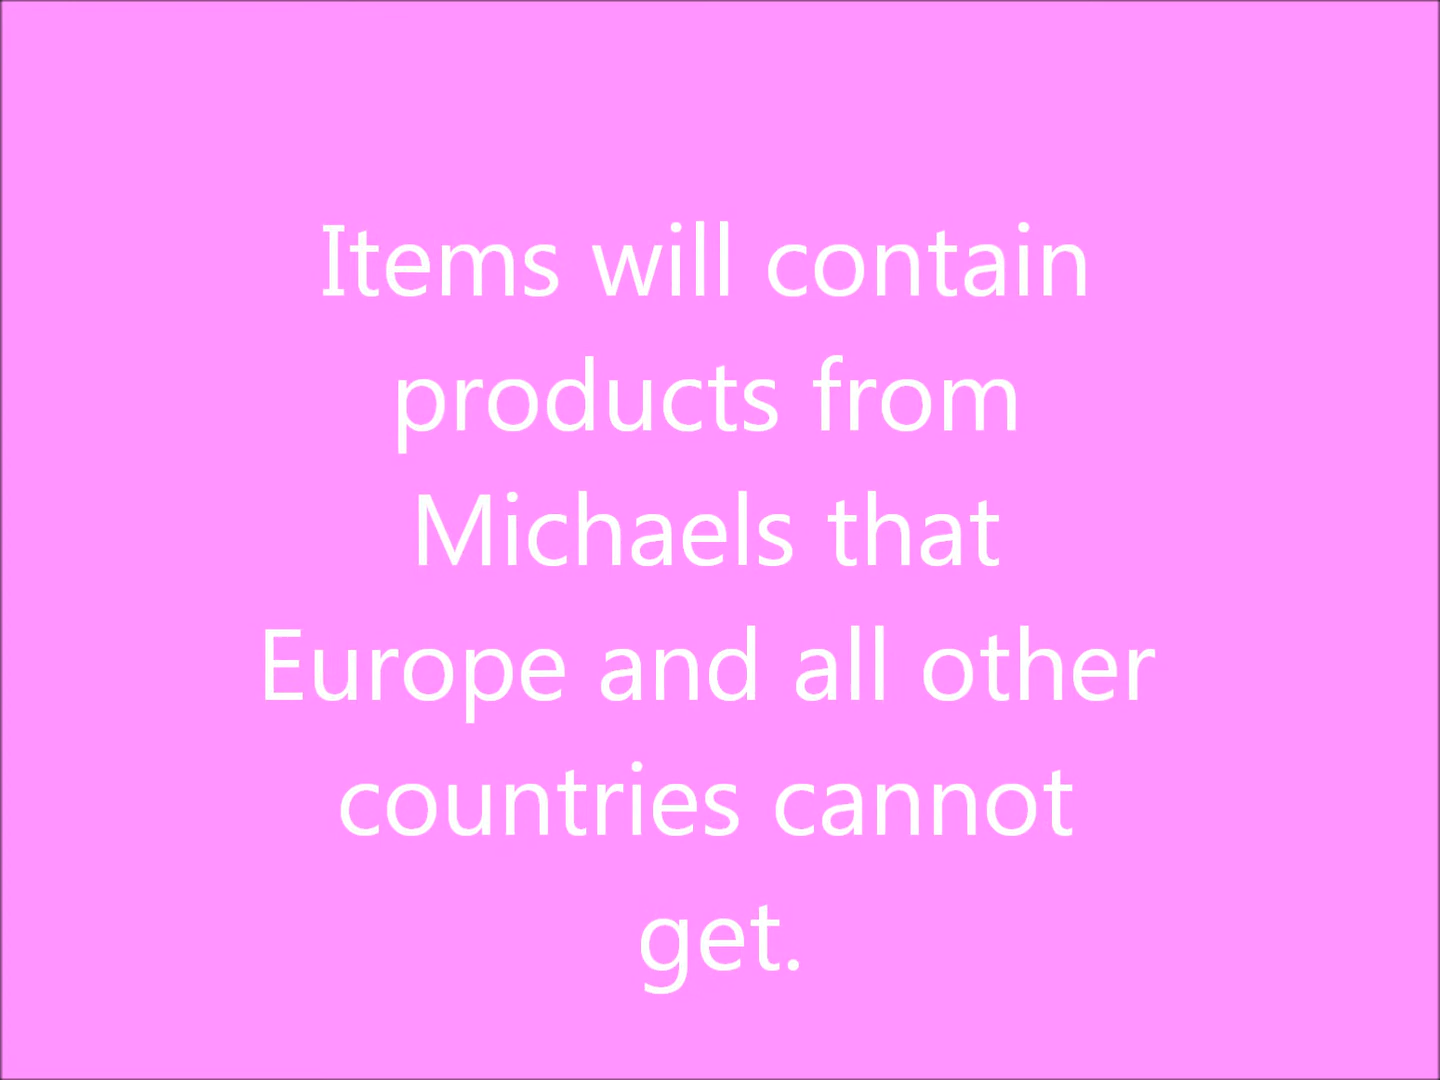 Items will contain
products from
Michaels that
Europe and all other
countries cannot
get.